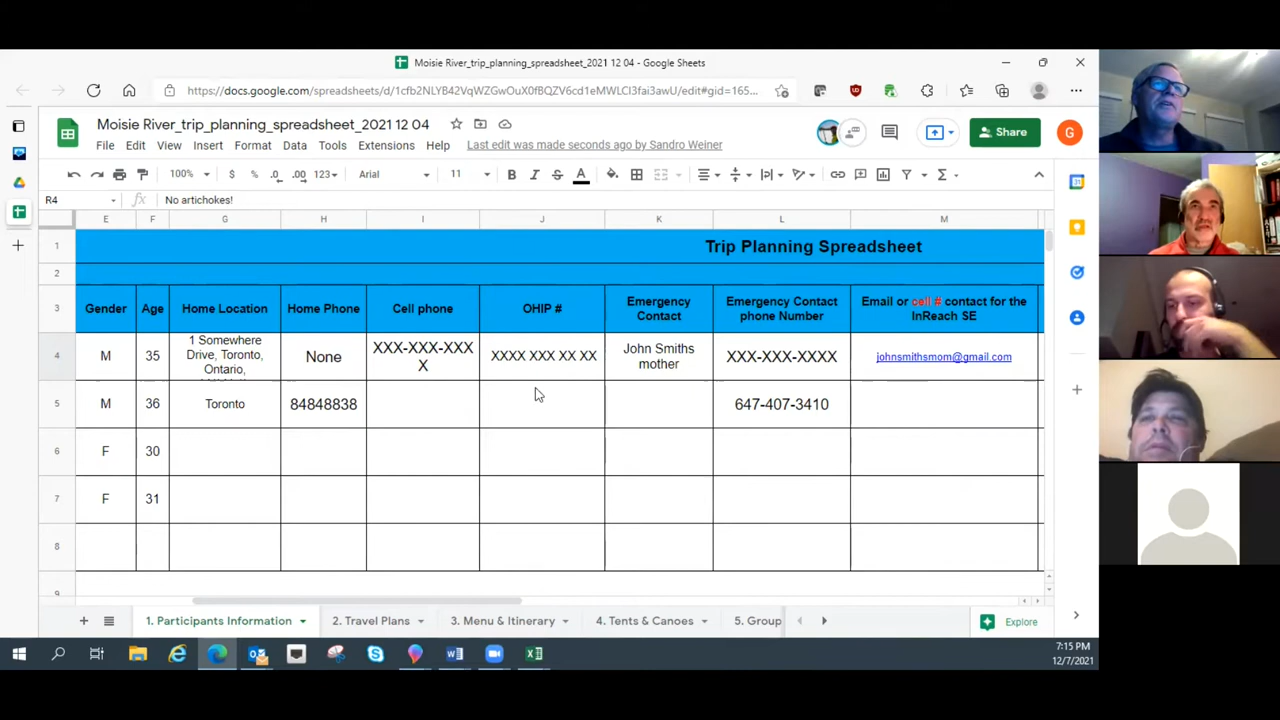 Moisie River_trip_planning_spreadsheet_2021 12 04 - Google Sheets
https://docs.google.com/spreadsheets/d/1cfb2NLYB42VqWZGwOuX0fBQZV6cd1eMWLCI3fai3awU/edit#gid=165...
Moisie River_trip_planning_spreadsheet_2021 12 04
Share
G
File Edit View Insert Format Data Tools Extensions Help Last edit was made seconds ago by Sandro Weiner
100% $ % .0 .00 123 Arial 11 B I S A
R4 fx No artichokes!
E F G H I J K L M
1 Trip Planning Spreadsheet
2
3 Gender Age Home Location Home Phone Cell phone OHIP # Emergency Contact Emergency Contact phone Number Email or cell # contact for the InReach SE
4 M 35 1 Somewhere Drive, Toronto, Ontario, None XXX-XXX-XXXX XXXX XXX XX XX John Smiths mother XXX-XXX-XXXX johnsmithsmom@gmail.com
5 M 36 Toronto 84848838 647-407-3410
6 F 30
7 F 31
8
9
1. Participants Information 2. Travel Plans 3. Menu & Itinerary 4. Tents & Canoes 5. Group Explore
7:15 PM
12/7/2021